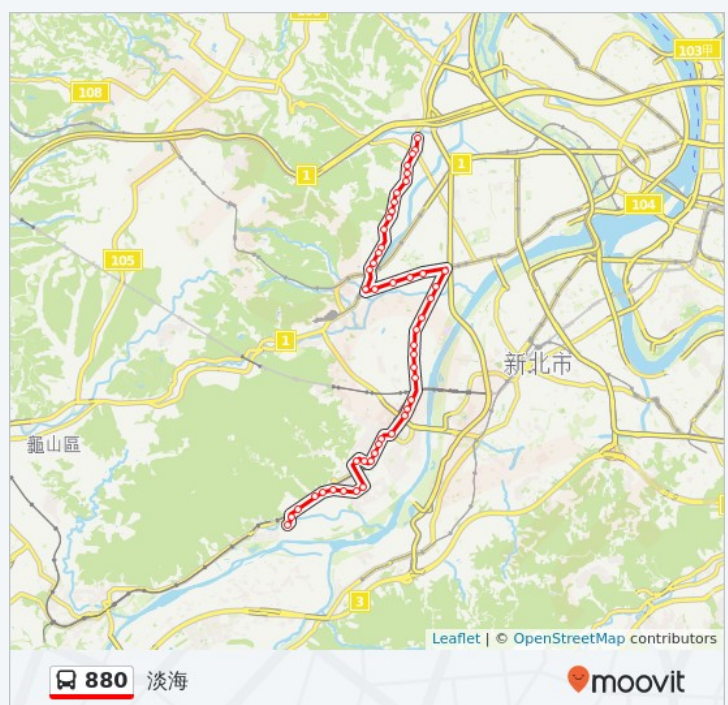 103甲
108
1
1
104
105
1
新北市
龜山區
3
Leaflet | © OpenStreetMap contributors
880 淡海
moovit